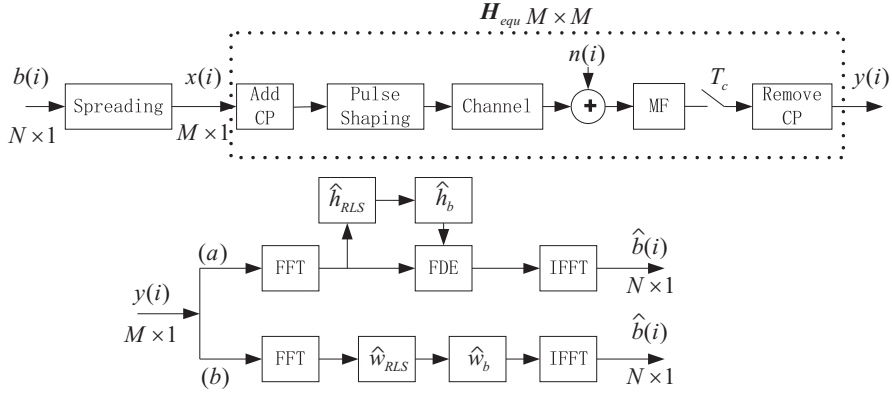 H_equ M × M
b(i)
N × 1
Spreading
x(i)
M × 1
Add
CP
Pulse
Shaping
Channel
n(i)
+
MF
T_c
Remove
CP
y(i)
ĥ_RLS
ĥ_b
(a)
FFT
FDE
IFFT
b̂(i)
N × 1
y(i)
M × 1
(b)
FFT
ŵ_RLS
ŵ_b
IFFT
b̂(i)
N × 1